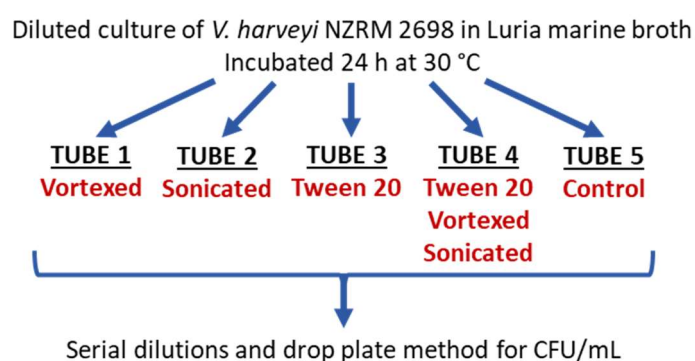 Diluted culture of V. harveyi NZRM 2698 in Luria marine broth
Incubated 24 h at 30 °C
TUBE 1 TUBE 2 TUBE 3 TUBE 4 TUBE 5
Vortexed Sonicated Tween 20 Tween 20 Control
Vortexed
Sonicated
Serial dilutions and drop plate method for CFU/mL